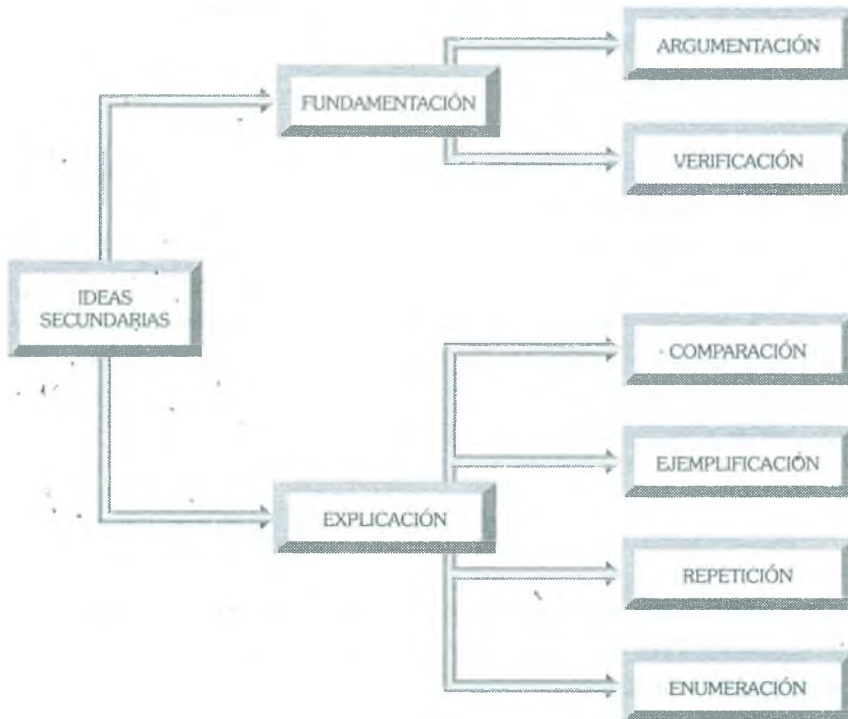 ARGUMENTACIÓN
FUNDAMENTACIÓN
VERIFICACIÓN
IDEAS
SECUNDARIAS
COMPARACIÓN
EJEMPLIFICACIÓN
EXPLICACIÓN
REPETICIÓN
ENUMERACIÓN